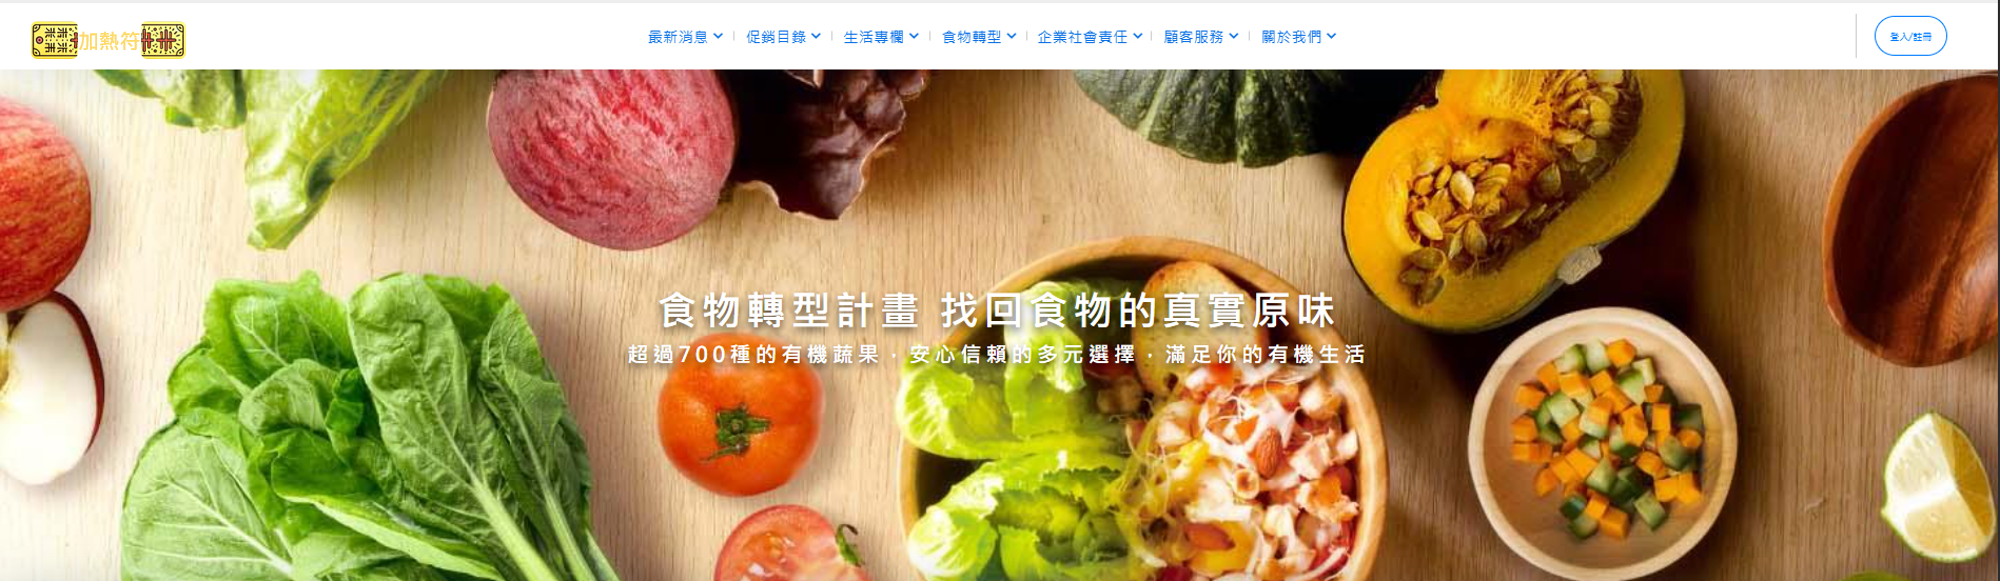 加熱符
最新消息 促銷目錄 生活專欄 食物轉型 企業社會責任 顧客服務 關於我們
登入/註冊
食物轉型計畫 找回食物的真實原味
超過700種的有機蔬果．安心信賴的多元選擇．滿足你的有機生活